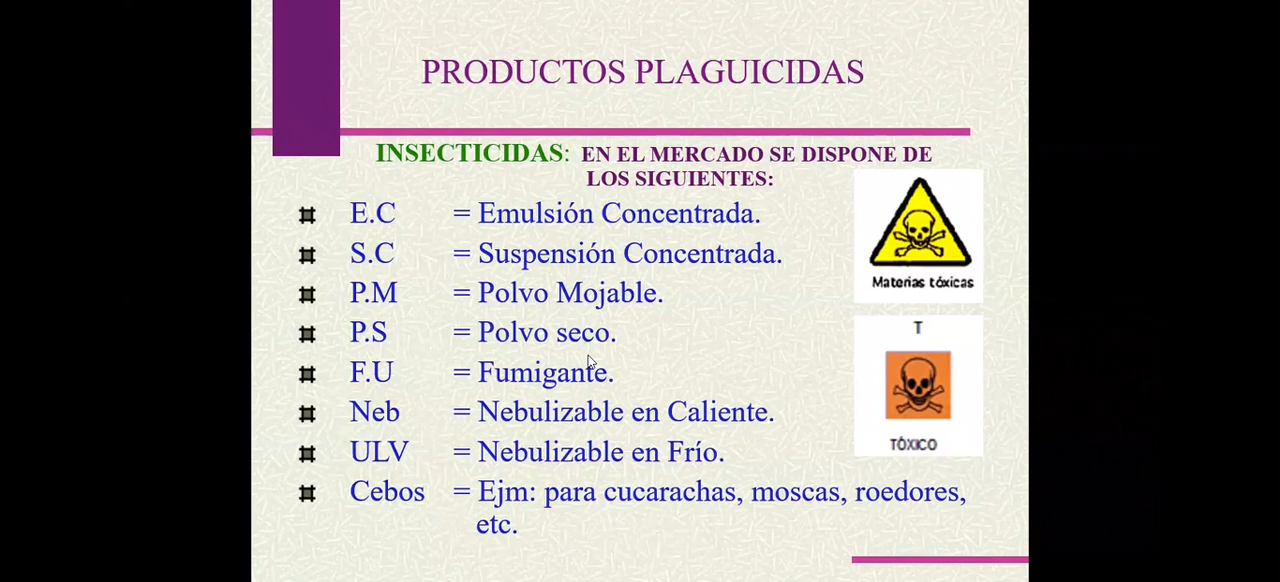 PRODUCTOS PLAGUICIDAS
INSECTICIDAS: EN EL MERCADO SE DISPONE DE
LOS SIGUIENTES:
E.C = Emulsión Concentrada.
S.C = Suspensión Concentrada.
P.M = Polvo Mojable.
P.S = Polvo seco.
F.U = Fumigante.
Neb = Nebulizable en Caliente.
ULV = Nebulizable en Frío.
Cebos = Ejm: para cucarachas, moscas, roedores,
etc.
Materias tóxicas
T
TÓXICO